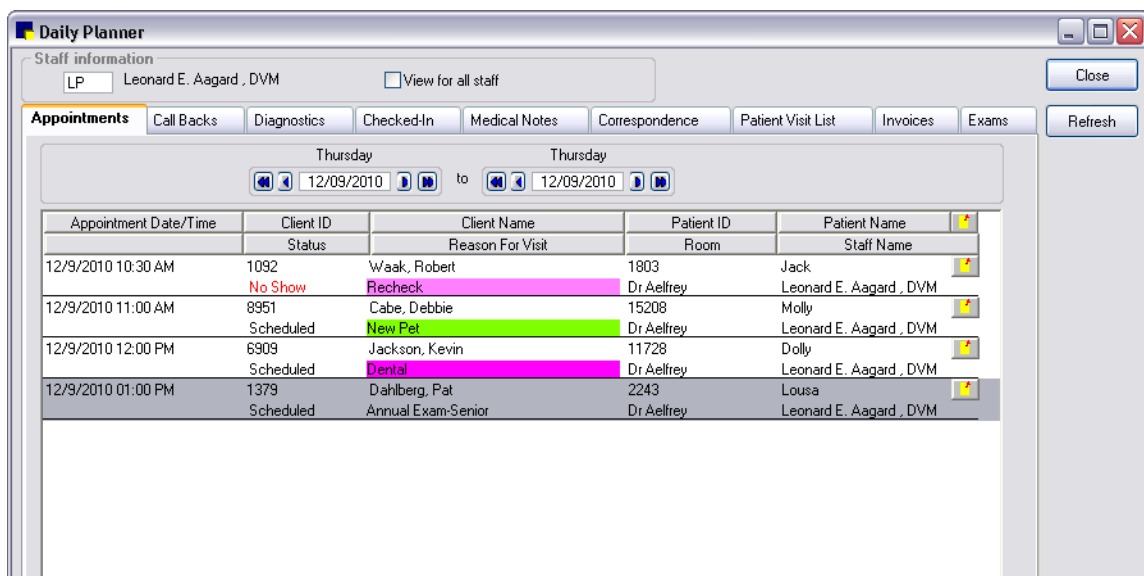 Daily Planner
Staff information
LP Leonard E. Aagard , DVM View for all staff Close
Appointments Call Backs Diagnostics Checked-In Medical Notes Correspondence Patient Visit List Invoices Exams Refresh
Thursday Thursday
12/09/2010 to 12/09/2010
Appointment Date/Time Client ID Client Name Patient ID Patient Name
Status Reason For Visit Room Staff Name
12/9/2010 10:30 AM 1092 Waak, Robert 1803 Jack
No Show Recheck Dr Aelfrey Leonard E. Aagard , DVM
12/9/2010 11:00 AM 8951 Cabe, Debbie 15208 Molly
Scheduled New Pet Dr Aelfrey Leonard E. Aagard , DVM
12/9/2010 12:00 PM 6909 Jackson, Kevin 11728 Dolly
Scheduled Dental Dr Aelfrey Leonard E. Aagard , DVM
12/9/2010 01:00 PM 1379 Dahlberg, Pat 2243 Lousa
Scheduled Annual Exam-Senior Dr Aelfrey Leonard E. Aagard , DVM